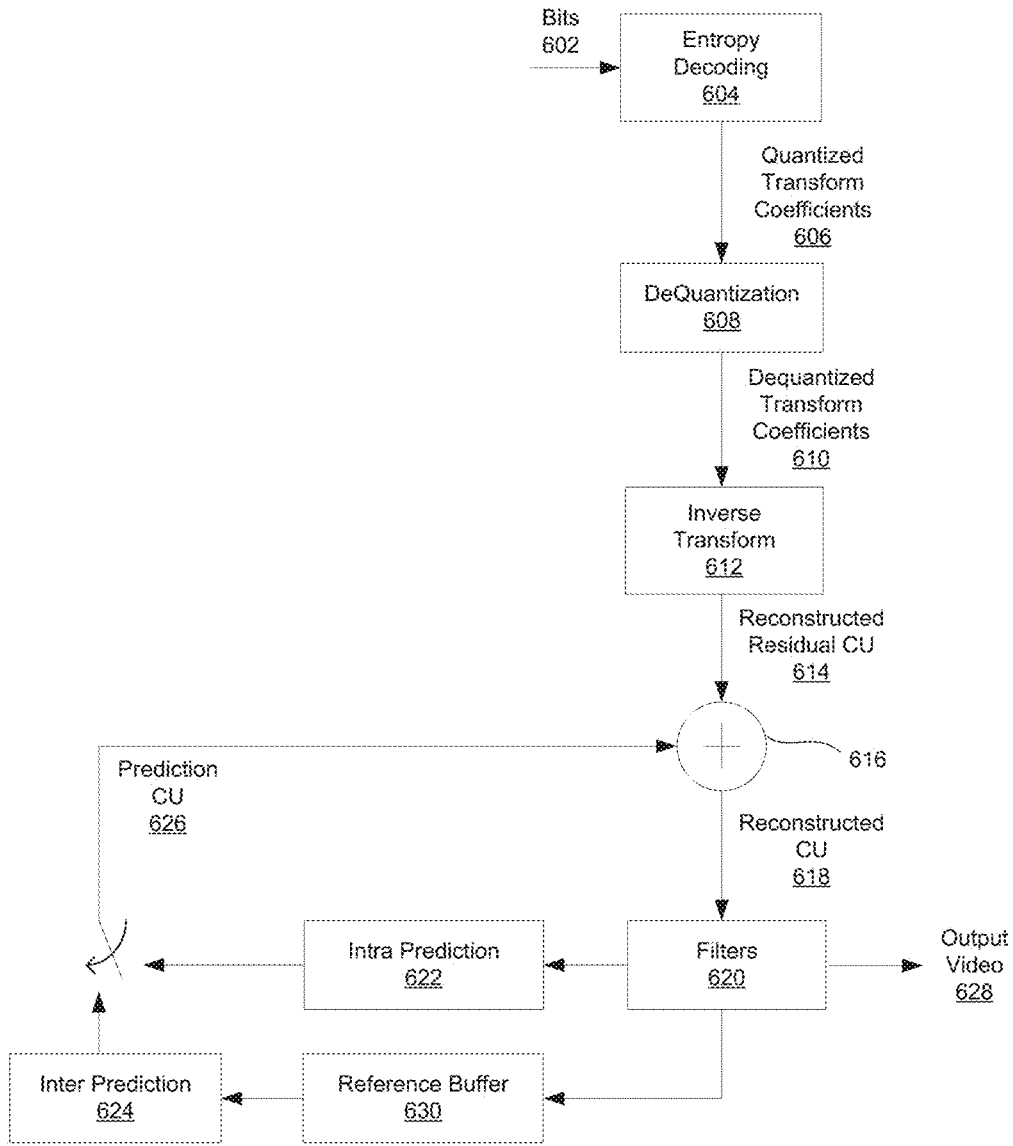 Bits
602
Entropy
Decoding
604
Quantized
Transform
Coefficients
606
DeQuantization
608
Dequantized
Transform
Coefficients
610
Inverse
Transform
612
Reconstructed
Residual CU
614
616
Prediction
CU
626
Reconstructed
CU
618
Intra Prediction
622
Filters
620
Output
Video
628
Inter Prediction
624
Reference Buffer
630